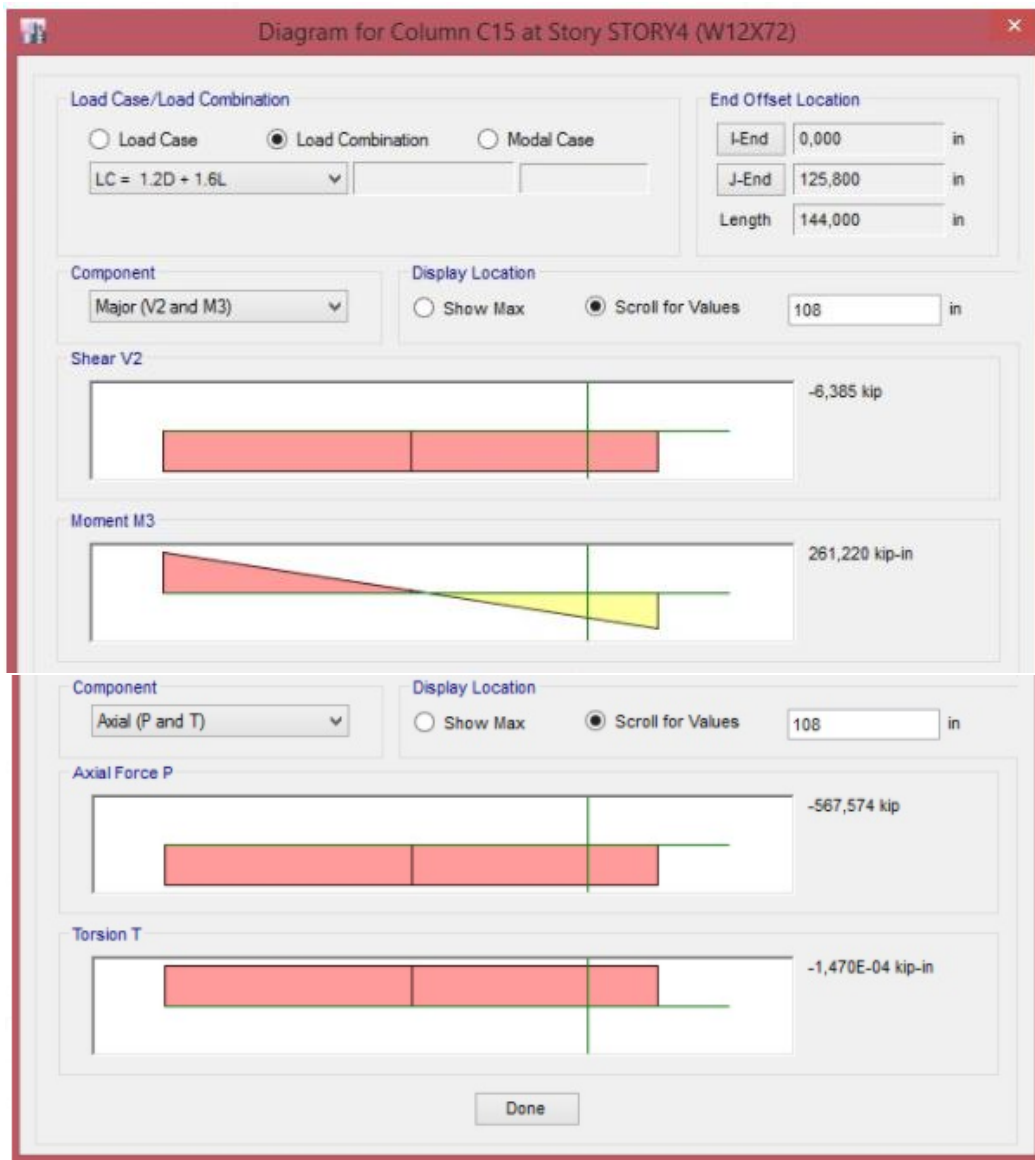 Diagram for Column C15 at Story STORY4 (W12X72)
Load Case/Load Combination
Load Case Load Combination Modal Case
LC = 1.2D + 1.6L
End Offset Location
I-End 0,000 in
J-End 125,800 in
Length 144,000 in
Component
Major (V2 and M3)
Display Location
Show Max Scroll for Values 108 in
Shear V2
-6,385 kip
Moment M3
261,220 kip-in
Component
Axial (P and T)
Display Location
Show Max Scroll for Values 108 in
Axial Force P
-567,574 kip
Torsion T
-1,470E-04 kip-in
Done